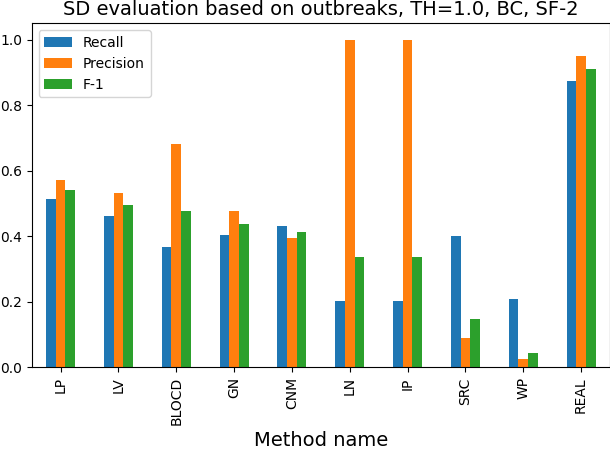 SD evaluation based on outbreaks, TH=1.0, BC, SF-2
Recall
Precision
F-1
1.0
0.8
0.6
0.4
0.2
0.0
LP
LV
BLOCD
GN
CNM
LN
IP
SRC
WP
REAL
Method name